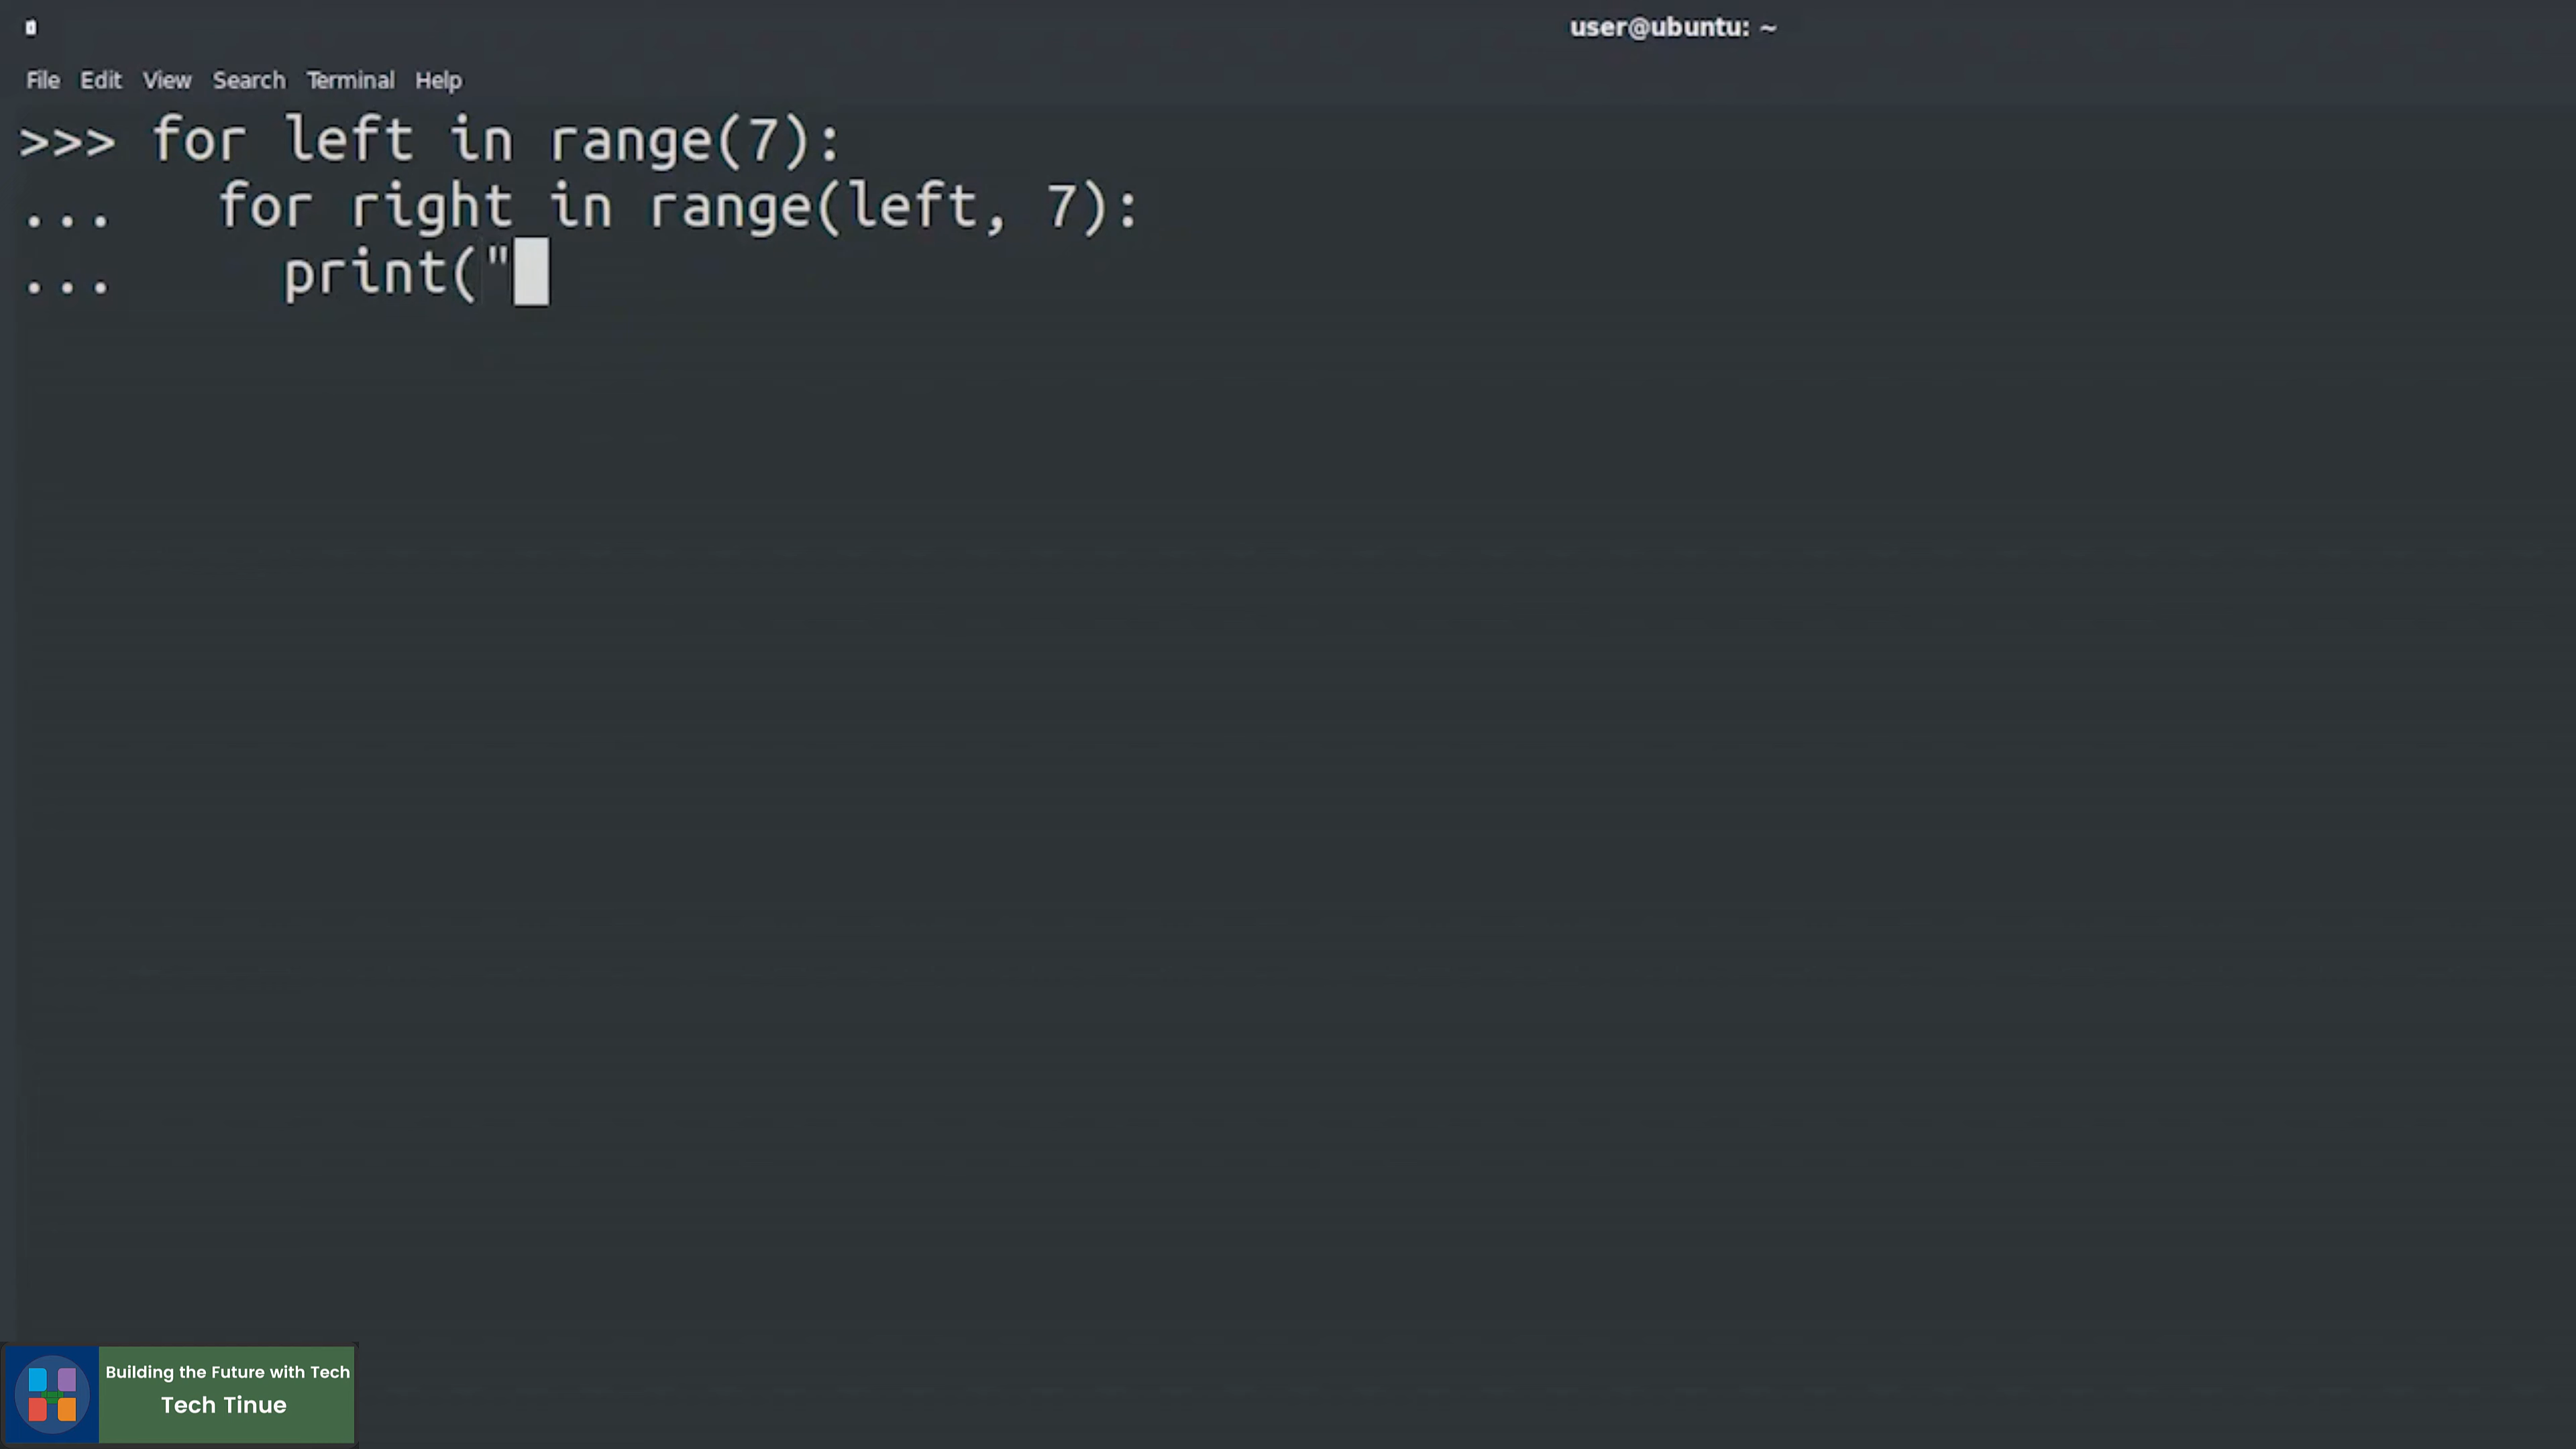 user@ubuntu: ~
File Edit View Search Terminal Help
>>> for left in range(7):
...   for right in range(left, 7):
...     print("
Building the Future with Tech
Tech Tinue